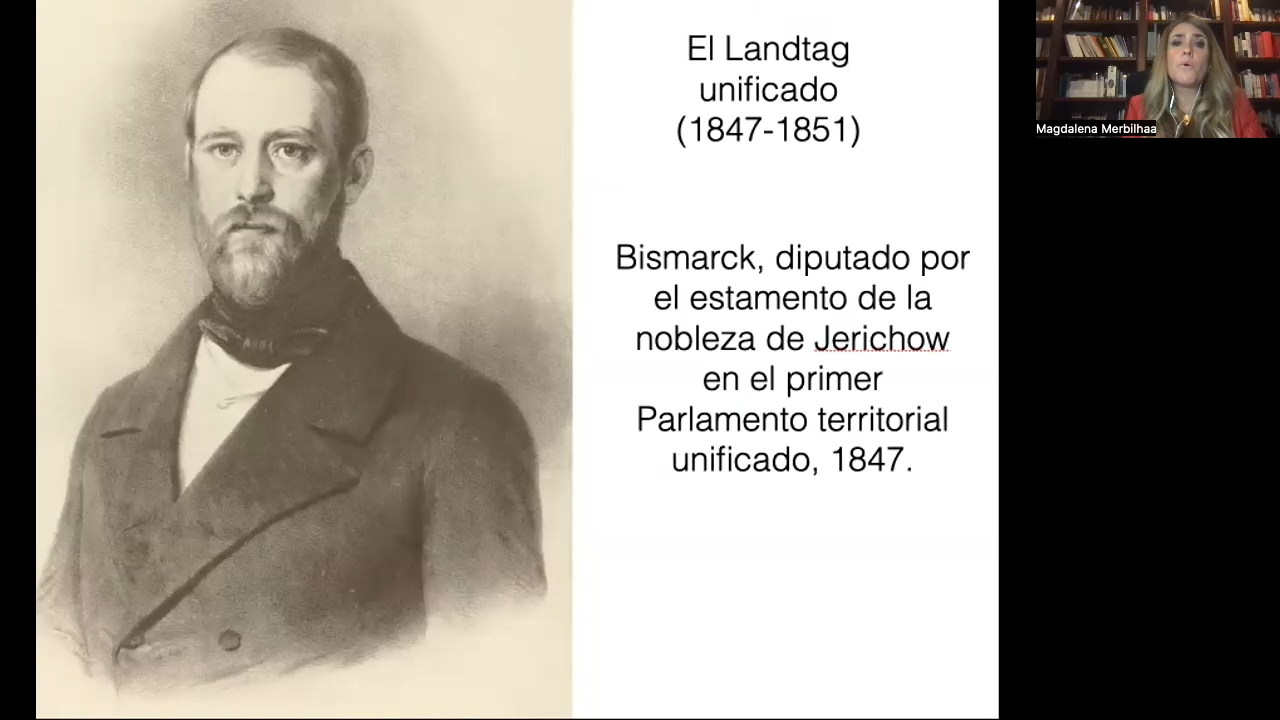 El Landtag
unificado
(1847-1851)
Bismarck, diputado por
el estamento de la
nobleza de Jerichow
en el primer
Parlamento territorial
unificado, 1847.
Magdalena Merbilhaa